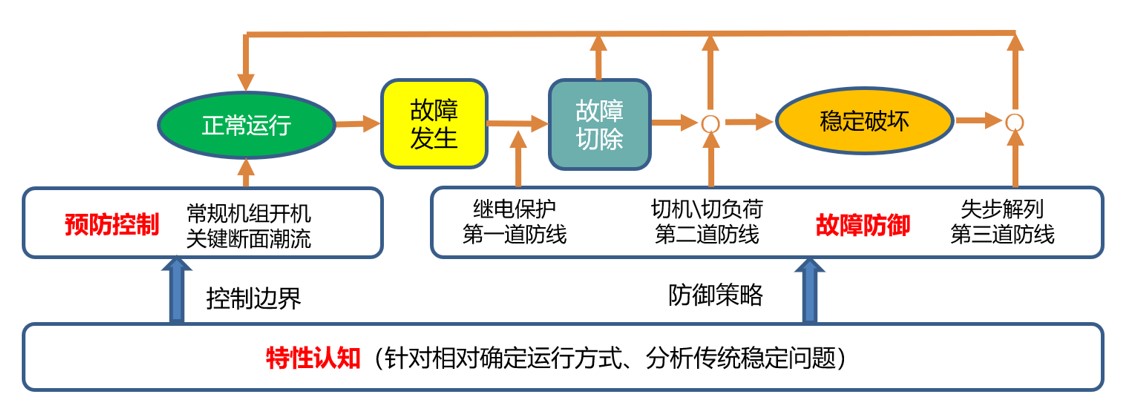 正常运行
故障
发生
故障
切除
稳定破坏
预防控制
常规机组开机
关键断面潮流
继电保护
第一道防线
切机\切负荷
第二道防线
故障防御
失步解列
第三道防线
控制边界
防御策略
特性认知（针对相对确定运行方式、分析传统稳定问题）